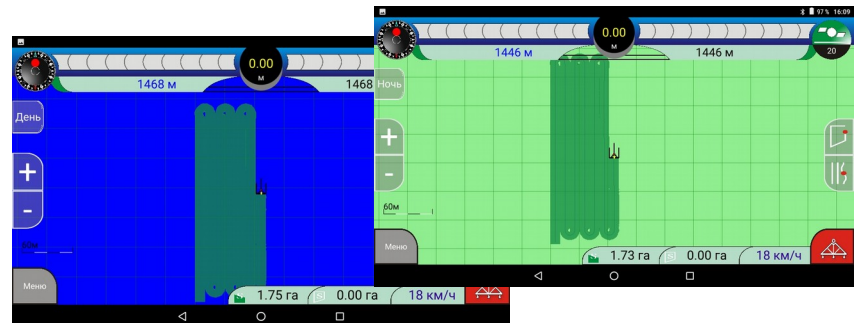 97 % 16:09
0.00
м
1446 м
1446 м
20
Ночь
+
-
60м
Меню
1.73 га
0.00 га
18 км/ч
0.00
м
1468 м
1468
День
+
-
60м
Меню
1.75 га
0.00 га
18 км/ч